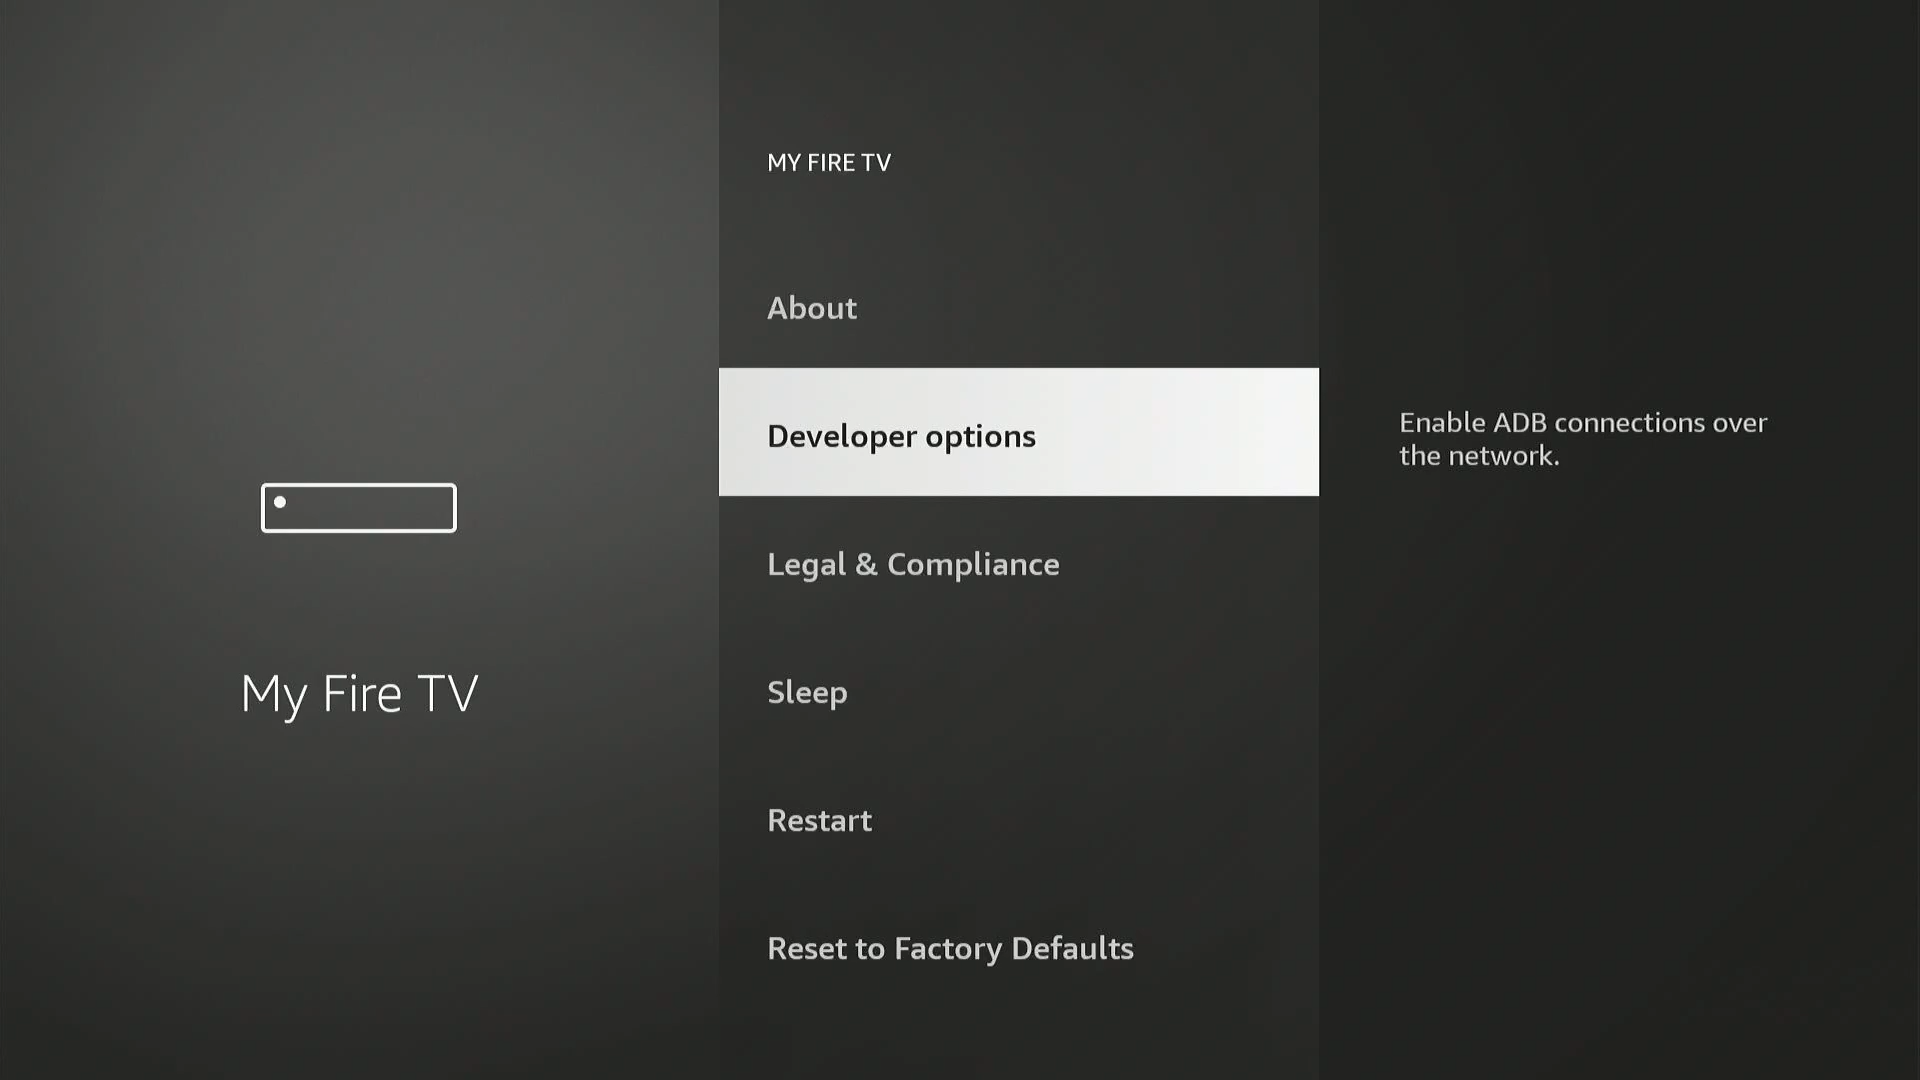 MY FIRE TV
About
Developer options
Enable ADB connections over
the network.
Legal & Compliance
My Fire TV
Sleep
Restart
Reset to Factory Defaults